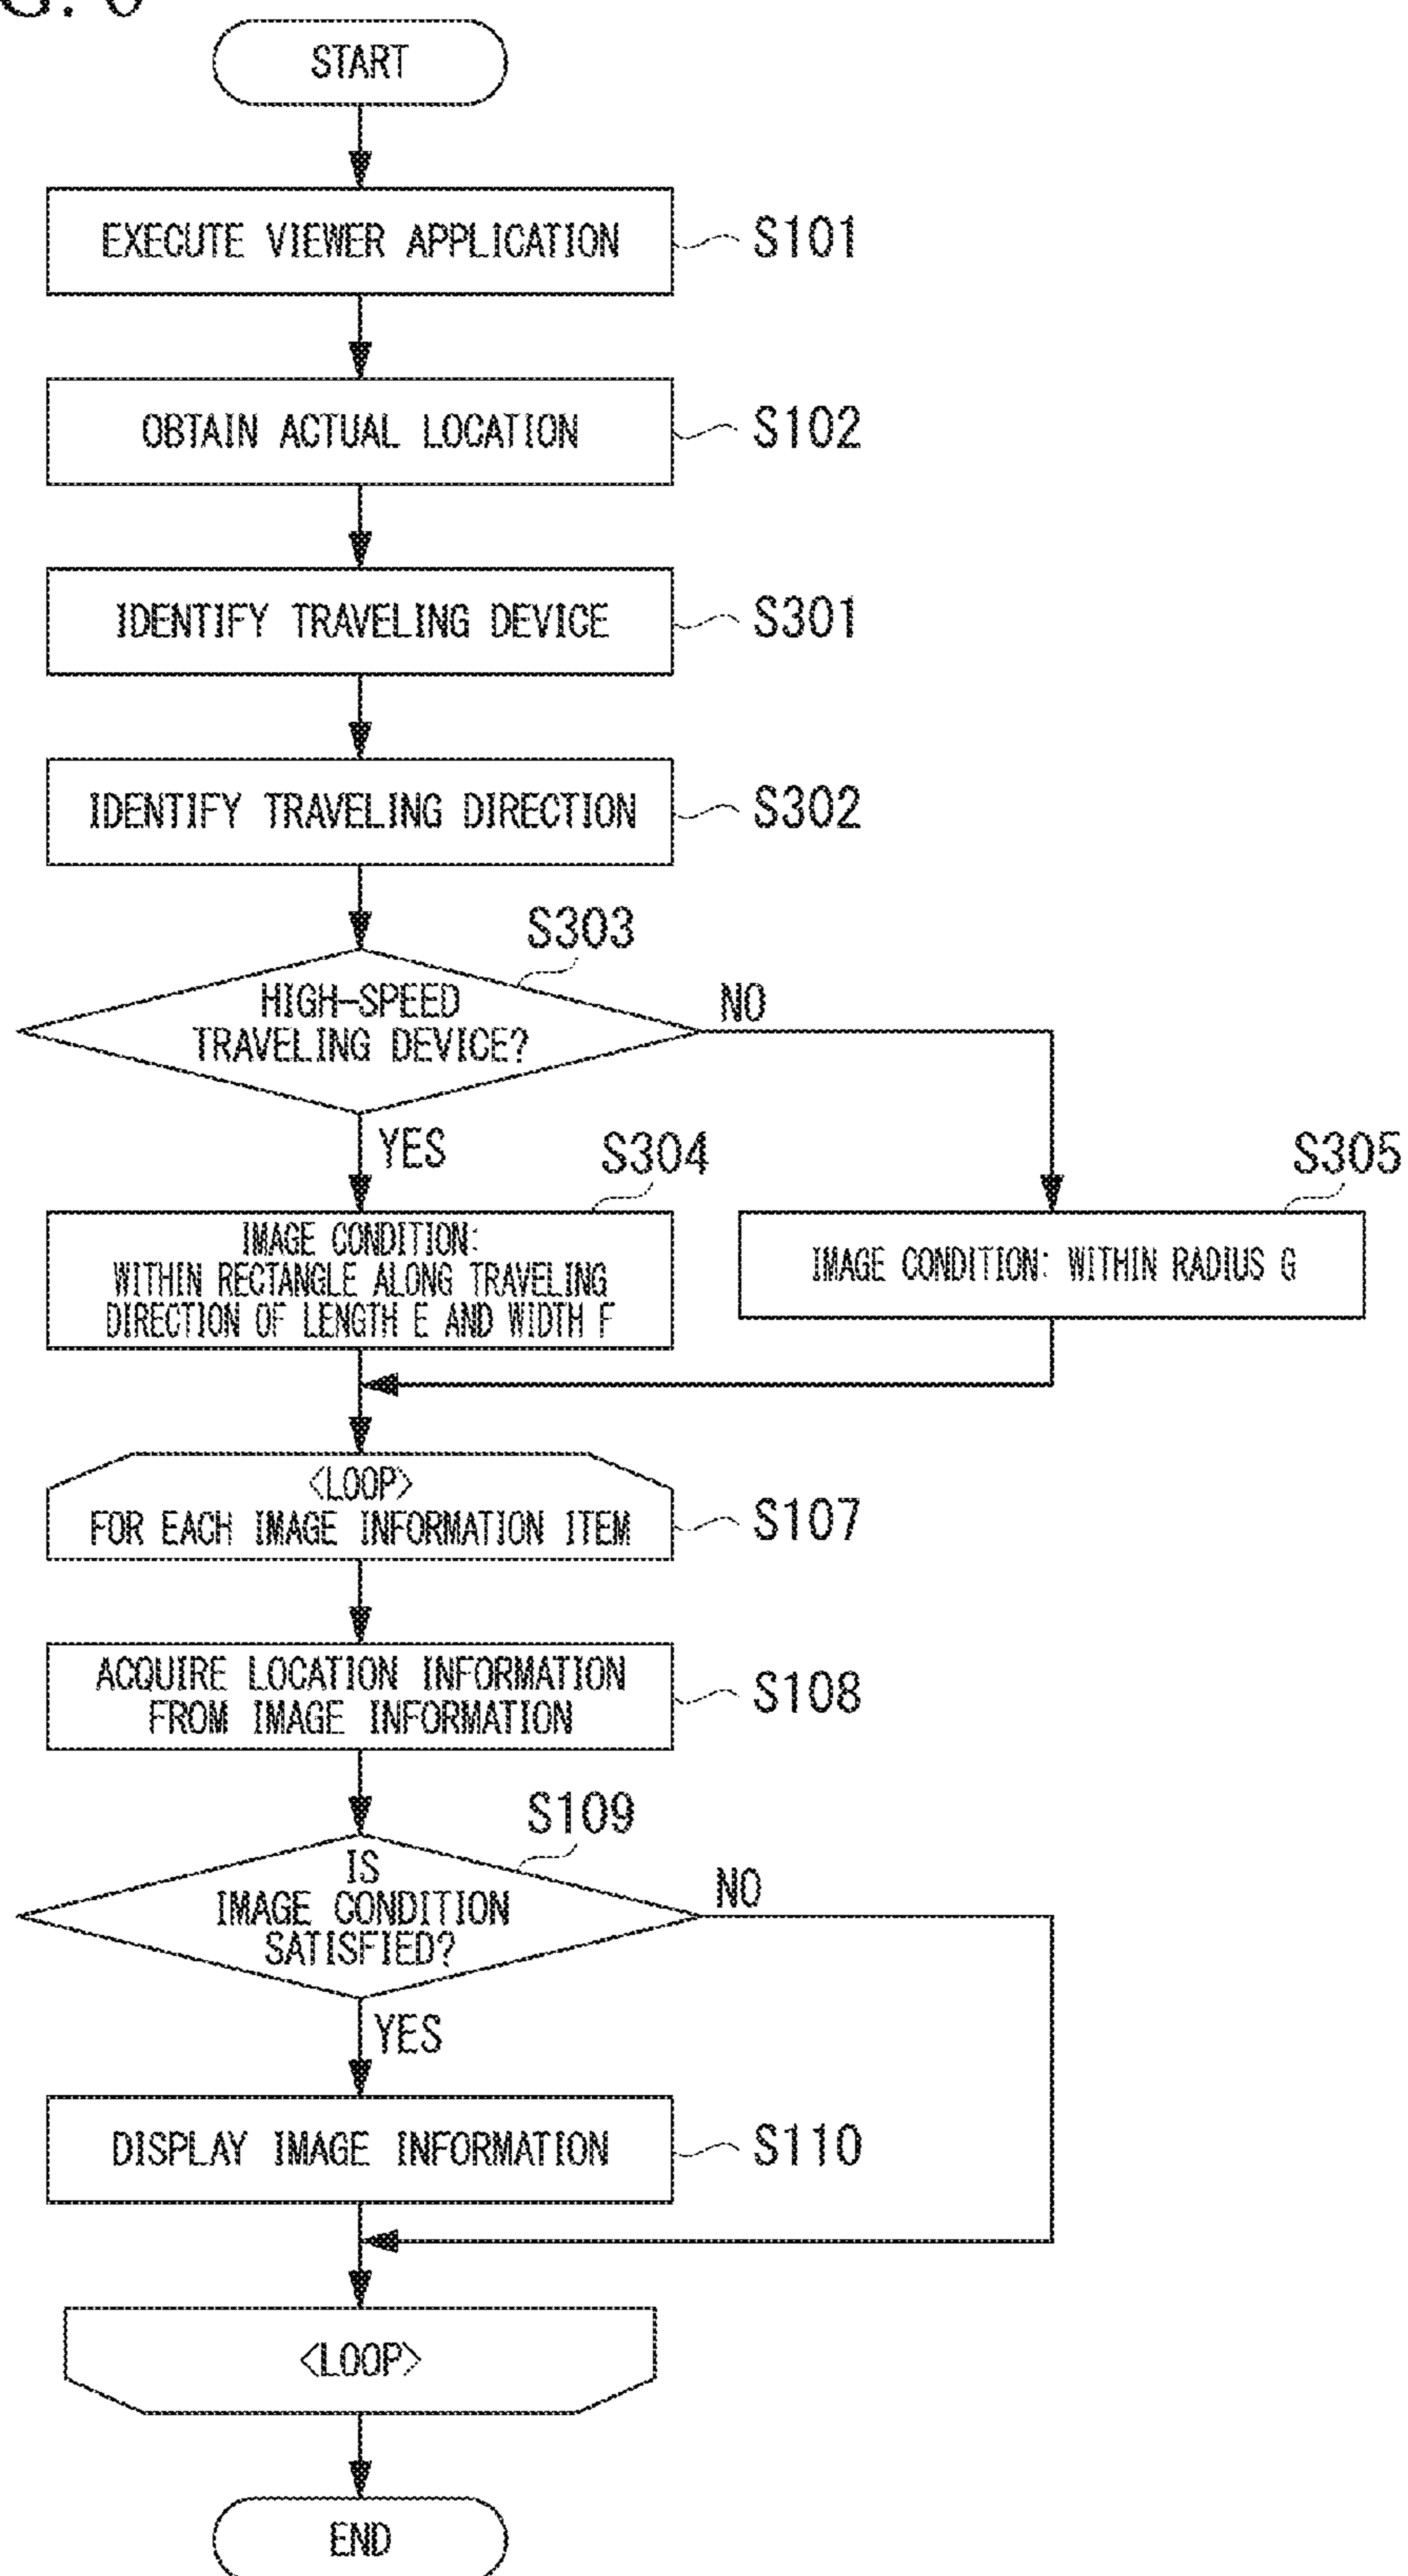 START
EXECUTE VIEWER APPLICATION
S101
OBTAIN ACTUAL LOCATION
S102
IDENTIFY TRAVELING DEVICE
S301
IDENTIFY TRAVELING DIRECTION
S302
S303
HIGH-SPEED
TRAVELING DEVICE?
NO
YES
S304
IMAGE CONDITION:
WITHIN RECTANGLE ALONG TRAVELING
DIRECTION OF LENGTH E AND WIDTH F
S305
IMAGE CONDITION: WITHIN RADIUS G
<LOOP>
FOR EACH IMAGE INFORMATION ITEM
S107
ACQUIRE LOCATION INFORMATION
FROM IMAGE INFORMATION
S108
S109
IS
IMAGE CONDITION
SATISFIED?
NO
YES
DISPLAY IMAGE INFORMATION
S110
<LOOP>
END